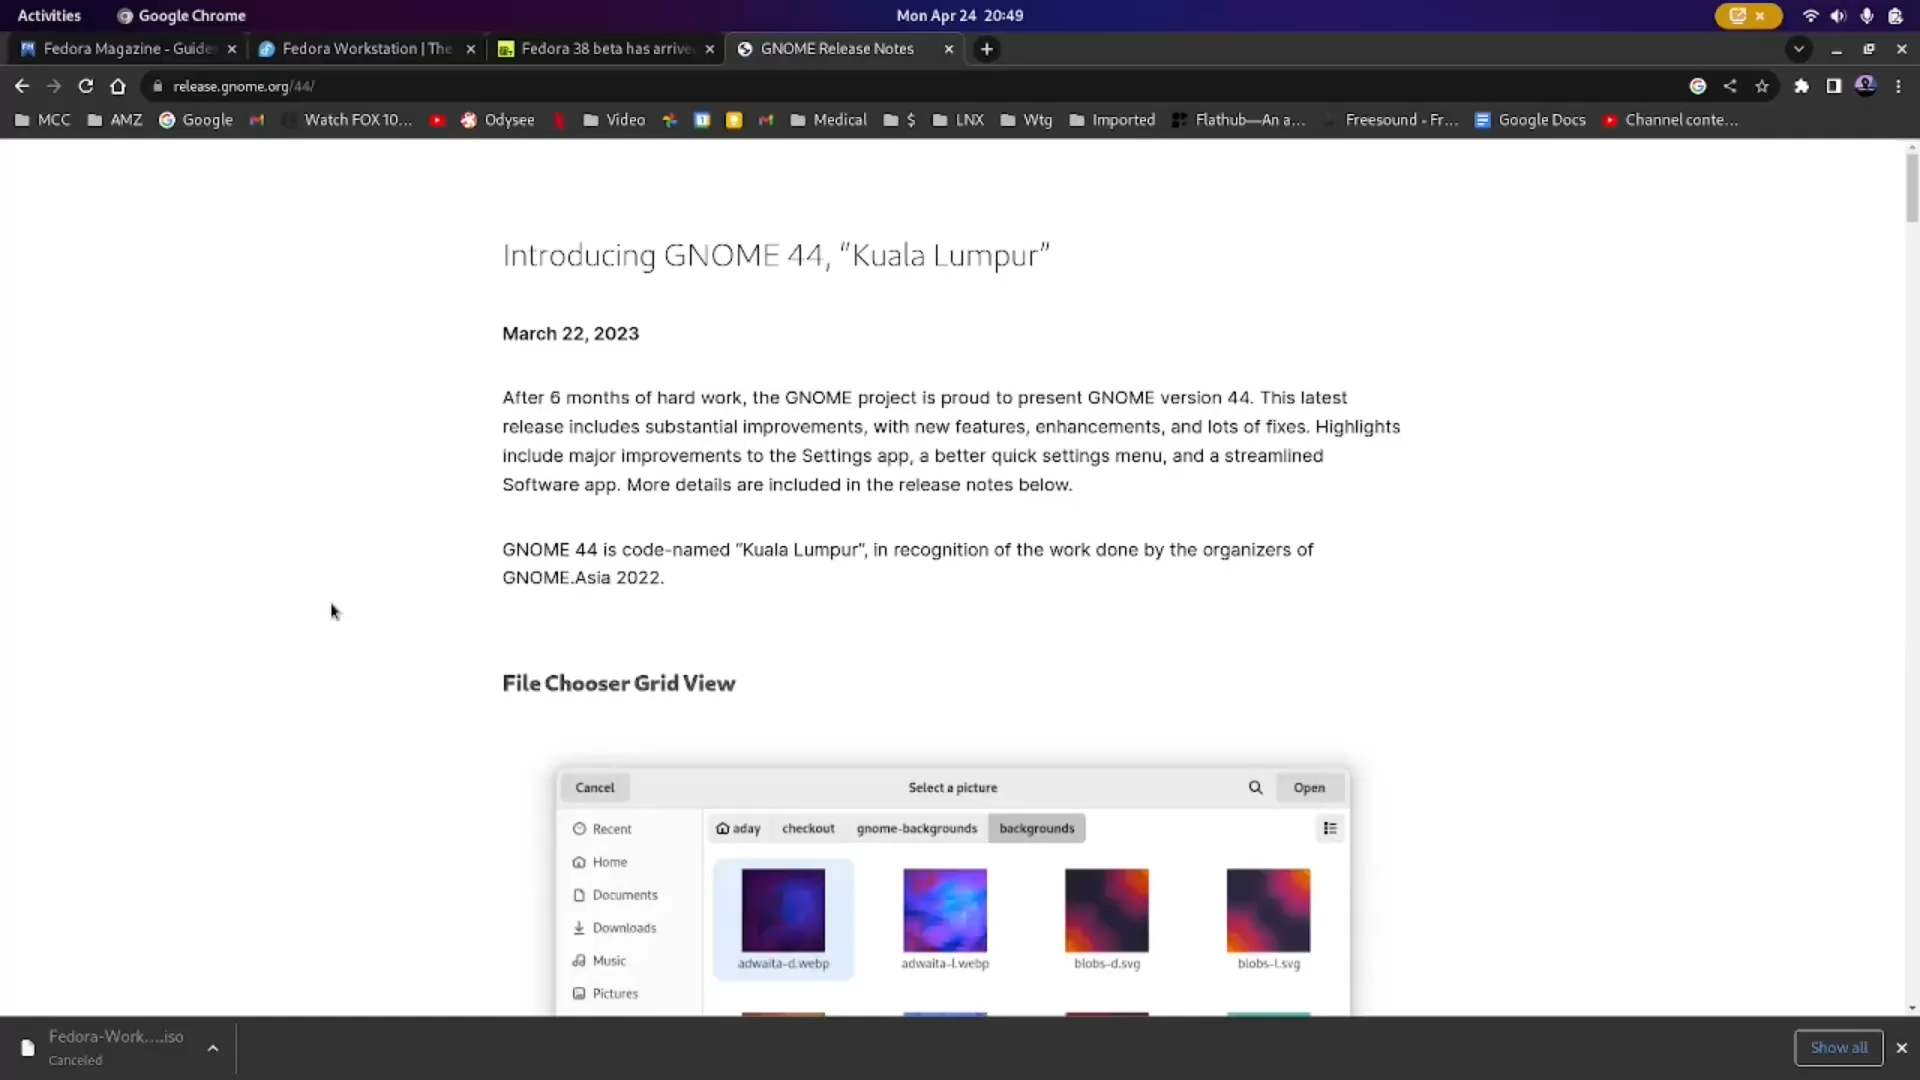 Activities Google Chrome Mon Apr 24 20:49
Fedora Magazine - Guide Fedora Workstation | The Fedora 38 beta has arrive GNOME Release Notes
release.gnome.org/44/
MCC AMZ Google Watch FOX 10... Odysee Video Medical $ LNX Wtg Imported Flathub—An a... Freesound - Fr... Google Docs Channel conte...
Introducing GNOME 44, “Kuala Lumpur”
March 22, 2023
After 6 months of hard work, the GNOME project is proud to present GNOME version 44. This latest
release includes substantial improvements, with new features, enhancements, and lots of fixes. Highlights
include major improvements to the Settings app, a better quick settings menu, and a streamlined
Software app. More details are included in the release notes below.
GNOME 44 is code-named “Kuala Lumpur”, in recognition of the work done by the organizers of
GNOME.Asia 2022.
File Chooser Grid View
Cancel Select a picture Open
Recent aday checkout gnome-backgrounds backgrounds
Home
Documents
Downloads
Music adwaita-d.webp adwaita-l.webp blobs-d.svg blobs-l.svg
Pictures
Fedora-Work....iso
Canceled
Show all